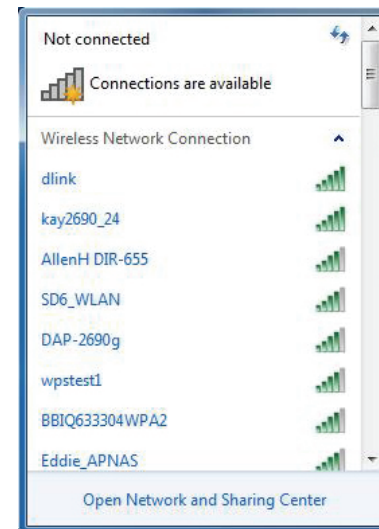 Not connected
Connections are available
Wireless Network Connection
dlink
kay2690_24
AllenH DIR-655
SD6_WLAN
DAP-2690g
wpstest1
BBIQ633304WPA2
Eddie_APNAS
Open Network and Sharing Center